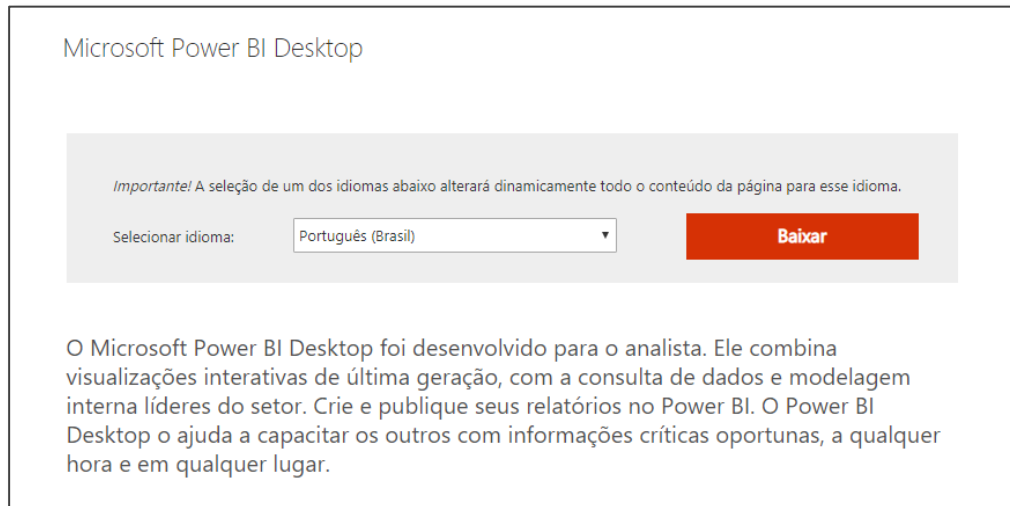 Microsoft Power BI Desktop
Importante! A seleção de um dos idiomas abaixo alterará dinamicamente todo o conteúdo da página para esse idioma.
Selecionar idioma: Português (Brasil) Baixar
O Microsoft Power BI Desktop foi desenvolvido para o analista. Ele combina
visualizações interativas de última geração, com a consulta de dados e modelagem
interna líderes do setor. Crie e publique seus relatórios no Power BI. O Power BI
Desktop o ajuda a capacitar os outros com informações críticas oportunas, a qualquer
hora e em qualquer lugar.